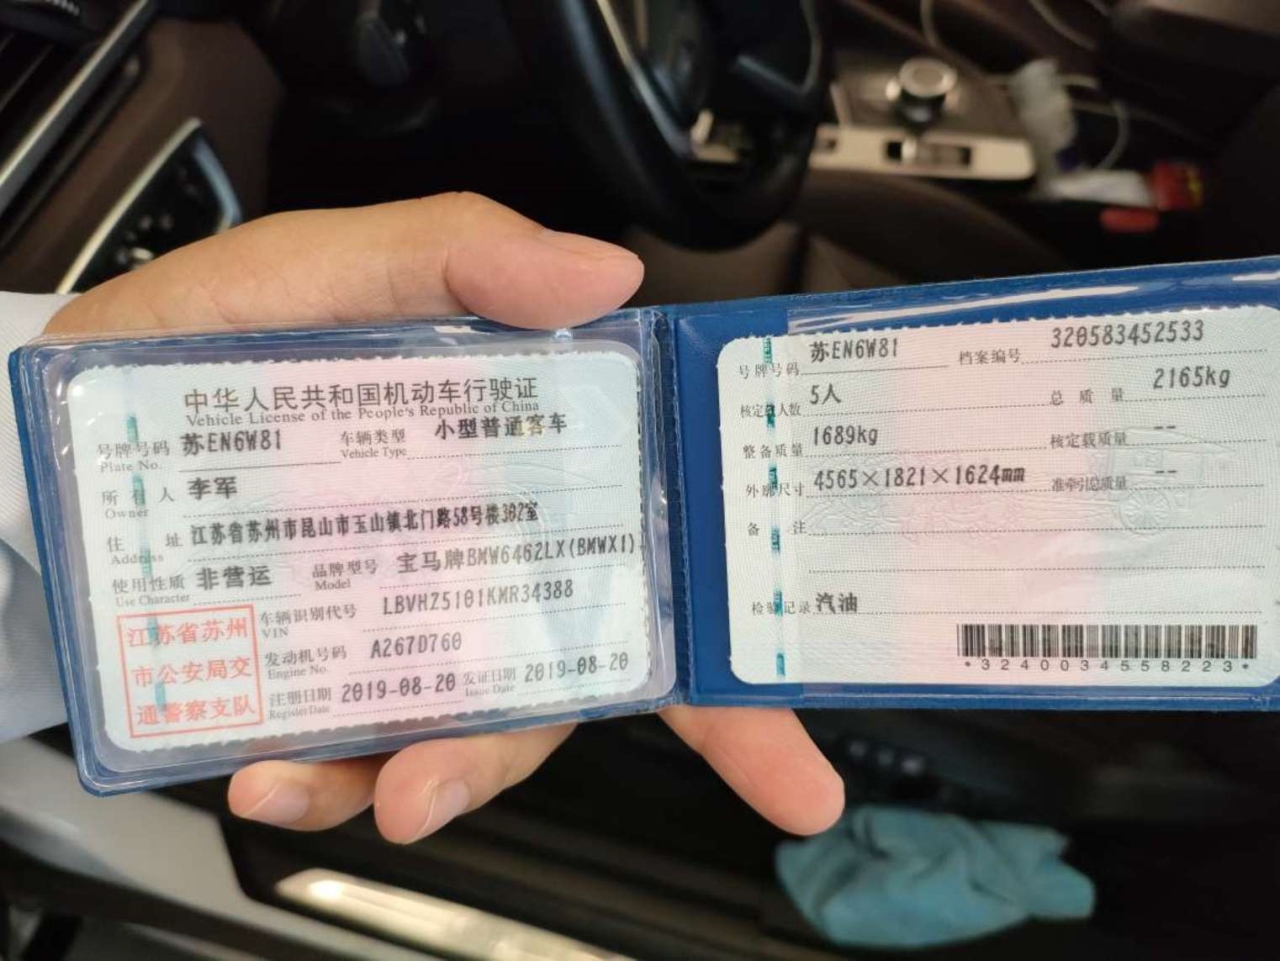 中华人民共和国机动车行驶证
Vehicle License of the People's Republic of China
号牌号码 苏EN6W81 车辆类型 小型普通客车
Plate No. Vehicle Type
所有人 李军
Owner
住址 江苏省苏州市昆山市玉山镇北门路58号楼302室
Address
使用性质 非营运 品牌型号 宝马牌BMW6462LX(BMWX1)
Use Character Model
江苏省苏州
市公安局交
通警察支队
车辆识别代号 LBVHZ5101KMR34388
VIN
发动机号码 A267D760
Engine No.
注册日期 2019-08-20 发证日期 2019-08-20
Register Date Issue Date
号牌号码 苏EN6W81 档案编号 320583452533
核定载人数 5人 总质量 2165kg
整备质量 1689kg 核定载质量 --
外廓尺寸 4565×1821×1624mm 准牵引总质量 --
备注
检验记录 汽油
*3240034558223*